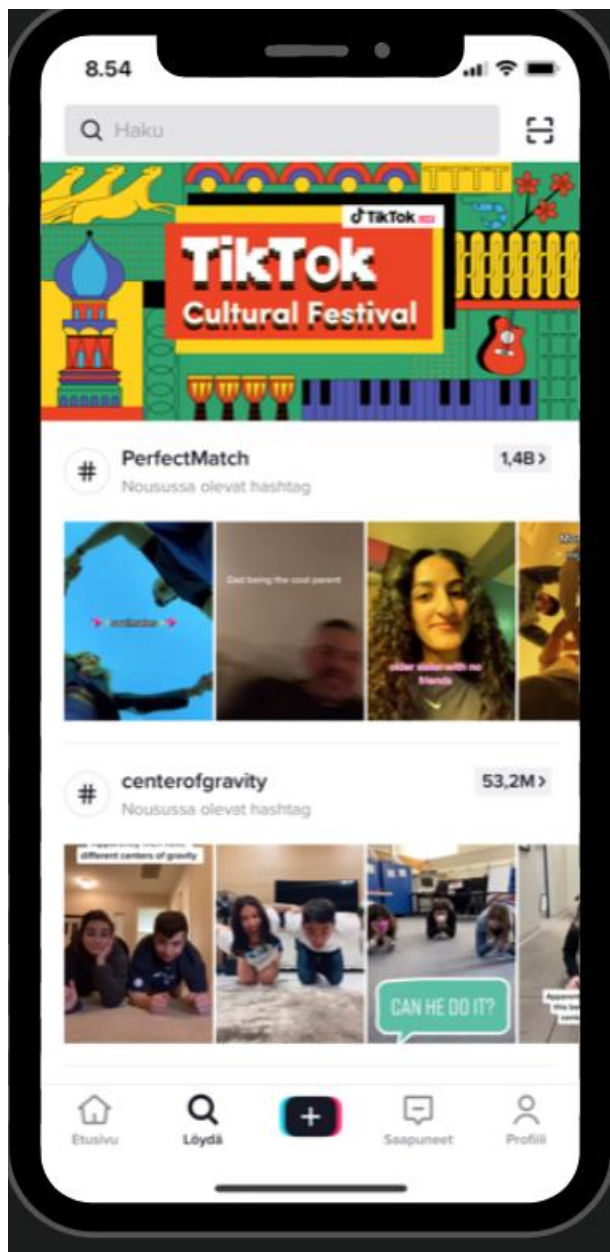 8.54
Haku
TikTok LIVE
TikTok
Cultural Festival
# PerfectMatch 1,4B >
Nousussa olevat hashtag
soulmates
Dad being the cool parent
older sister with no
friends
# centerofgravity 53,2M >
Nousussa olevat hashtag
different centers of gravity
CAN HE DO IT?
Etusivu
Löydä
Saapuneet
Profiili